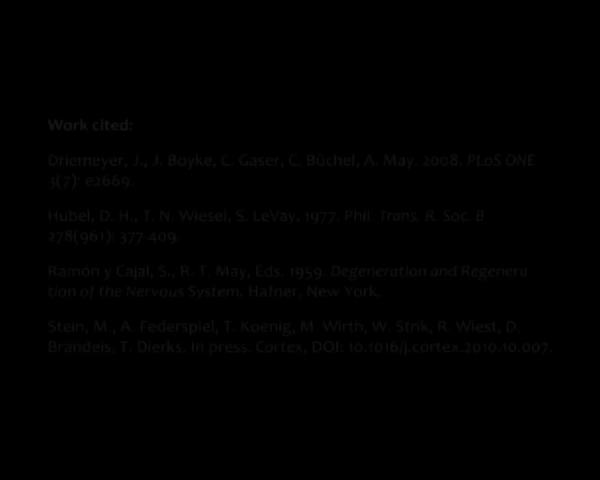 Work cited:
Driemeyer, J., J. Boyke, C. Gaser, C. Büchel, A. May. 2008. PLoS ONE
3(7): e2669.
Hubel, D. H., T. N. Wiesel, S. LeVay. 1977. Phil. Trans. R. Soc. B
278(961): 377-409.
Ramón y Cajal, S., R. T. May, Eds. 1959. Degeneration and Regenera
tion of the Nervous System. Hafner, New York.
Stein, M., A. Federspiel, T. Koenig, M. Wirth, W. Strik, R. Wiest, D.
Brandeis, T. Dierks. In press. Cortex, DOI: 10.1016/j.cortex.2010.10.007.